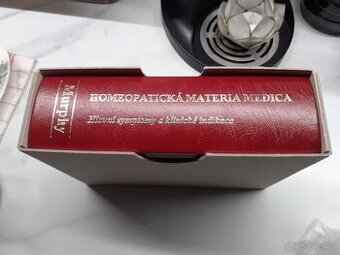 Murphy
HOMEOPATICKÁ MATERIA MEDICA
Hlavní symptomy a klinické indikace